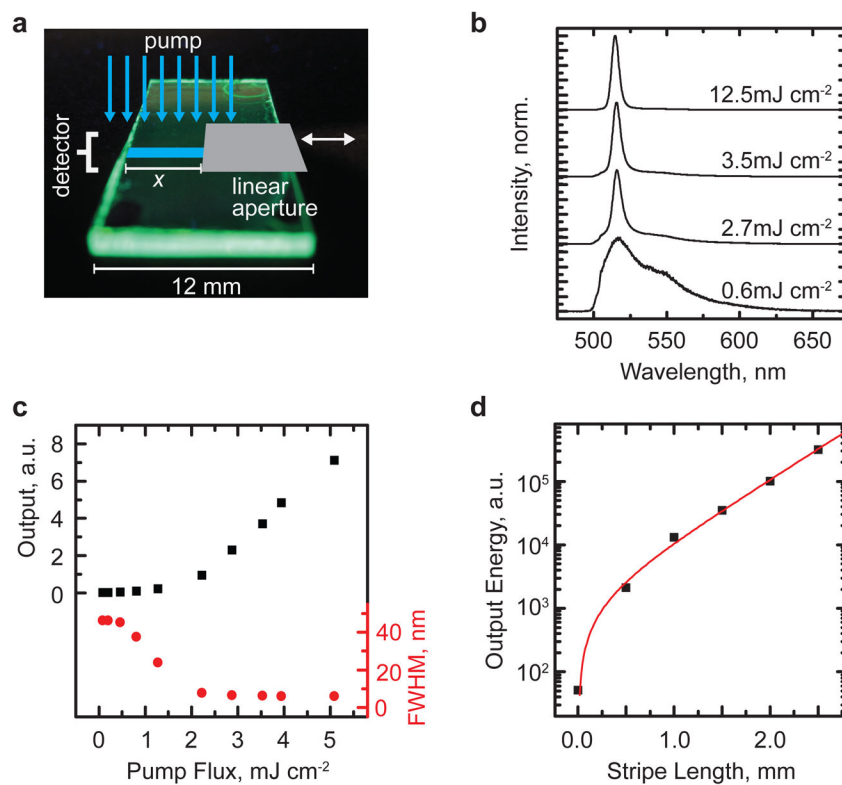 a
pump
detector
x
linear
aperture
12 mm
b
12.5mJ cm-2
3.5mJ cm-2
2.7mJ cm-2
0.6mJ cm-2
Intensity, norm.
500 550 600 650
Wavelength, nm
c
8
6
4
2
0
Output, a.u.
40
20
0
FWHM, nm
0 1 2 3 4 5
Pump Flux, mJ cm-2
d
10^5
10^4
10^3
10^2
Output Energy, a.u.
0.0 1.0 2.0
Stripe Length, mm